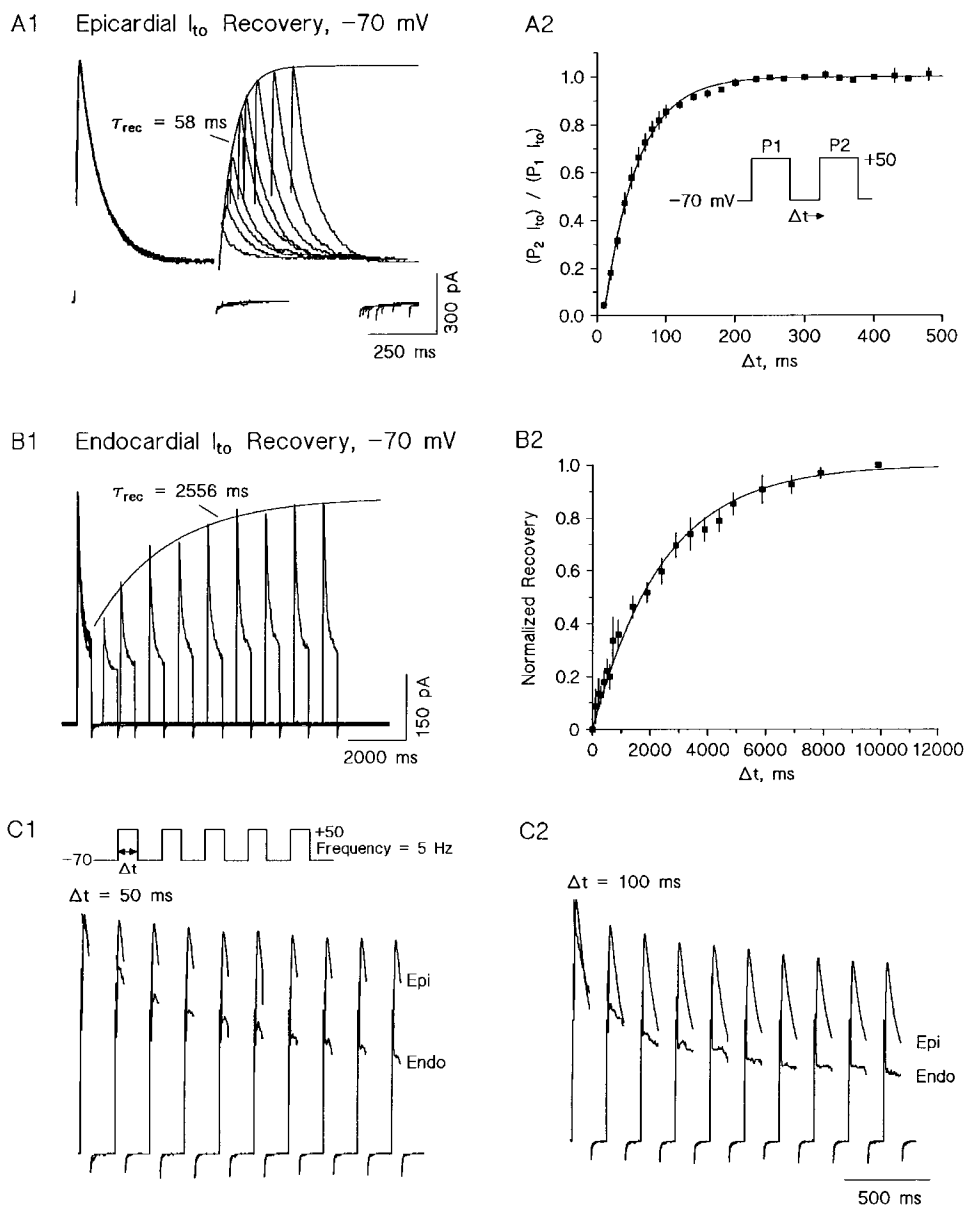 A1 Epicardial Ito Recovery, −70 mV
τrec = 58 ms
300 pA
250 ms
A2
(P2 Ito) / (P1 Ito)
1.0
0.8
0.6
0.4
0.2
0.0
P1 P2
+50
−70 mV
Δt
0 100 200 300 400 500
Δt, ms
B1 Endocardial Ito Recovery, −70 mV
τrec = 2556 ms
150 pA
2000 ms
B2
Normalized Recovery
1.0
0.8
0.6
0.4
0.2
0
0 2000 4000 6000 8000 10000 12000
Δt, ms
C1
+50
Frequency = 5 Hz
−70
Δt
Δt = 50 ms
Epi
Endo
C2
Δt = 100 ms
Epi
Endo
500 ms